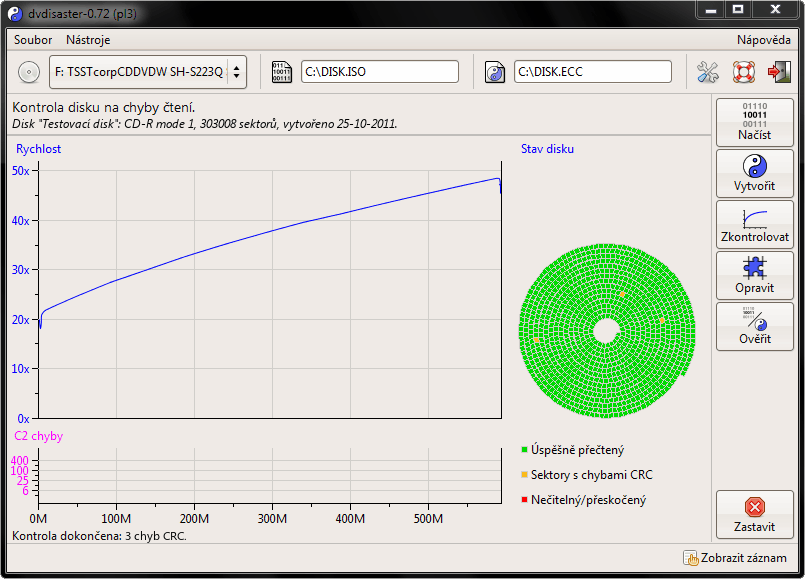 dvdisaster-0.72 (pl3)
Soubor Nástroje Nápověda
F: TSSTcorpCDDVDW SH-S223Q
C:\DISK.ISO
C:\DISK.ECC
Kontrola disku na chyby čtení.
Disk "Testovací disk": CD-R mode 1, 303008 sektorů, vytvořeno 25-10-2011.
Rychlost
50x
40x
30x
20x
10x
0x
C2 chyby
400
100
25
6
0M 100M 200M 300M 400M 500M
Kontrola dokončena: 3 chyb CRC.
Stav disku
Úspěšně přečtený
Sektory s chybami CRC
Nečitelný/přeskočený
01110
10011
00111
Načíst
Vytvořit
Zkontrolovat
Opravit
Ověřit
Zastavit
Zobrazit záznam